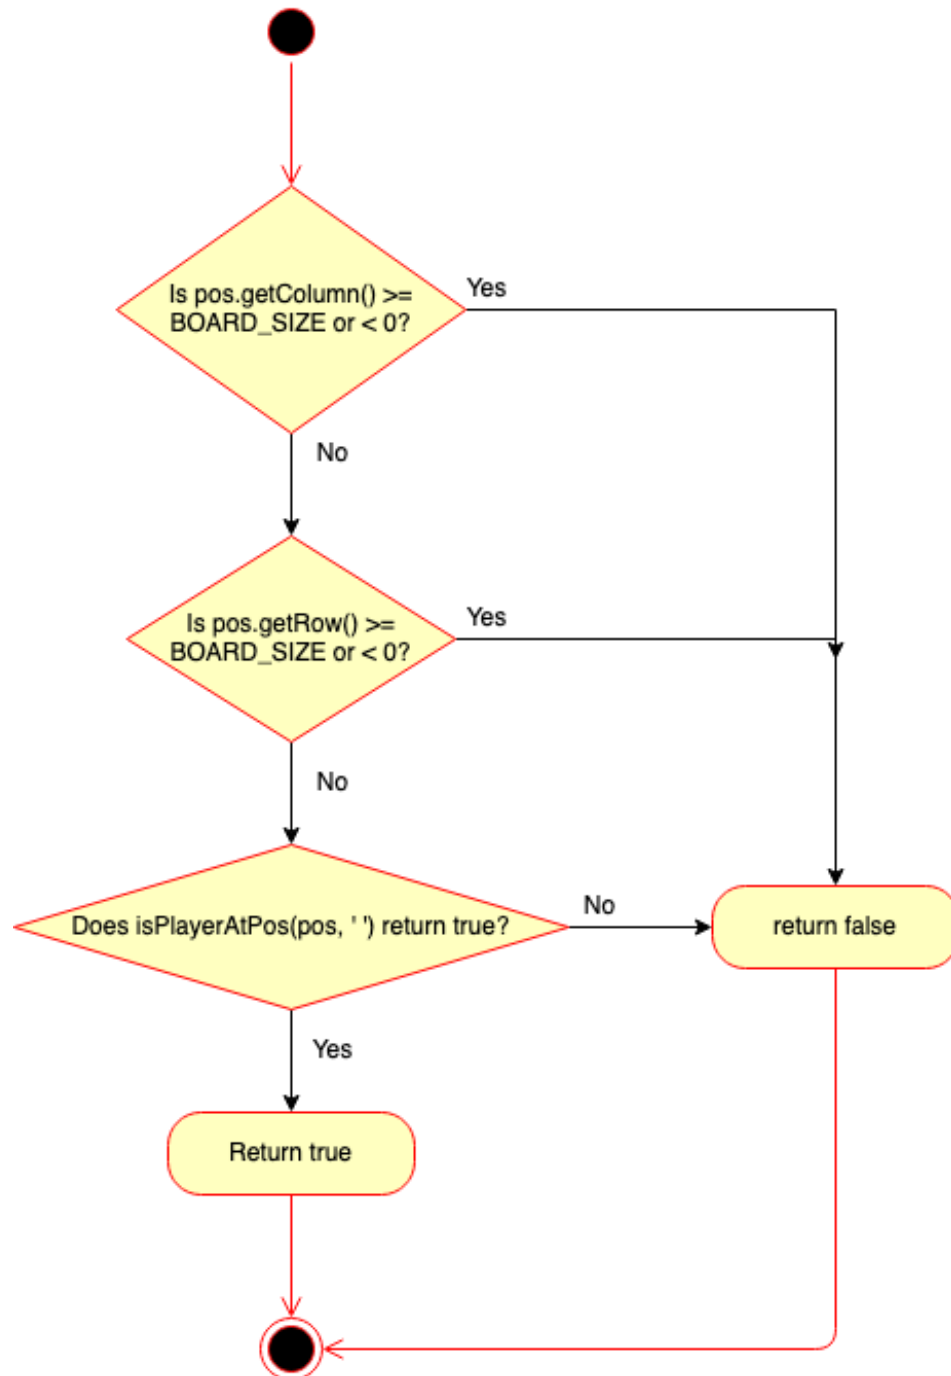 Is pos.getColumn() >=
BOARD_SIZE or < 0?
Yes
No
Is pos.getRow() >=
BOARD_SIZE or < 0?
Yes
No
Does isPlayerAtPos(pos, ' ') return true?
No
return false
Yes
Return true